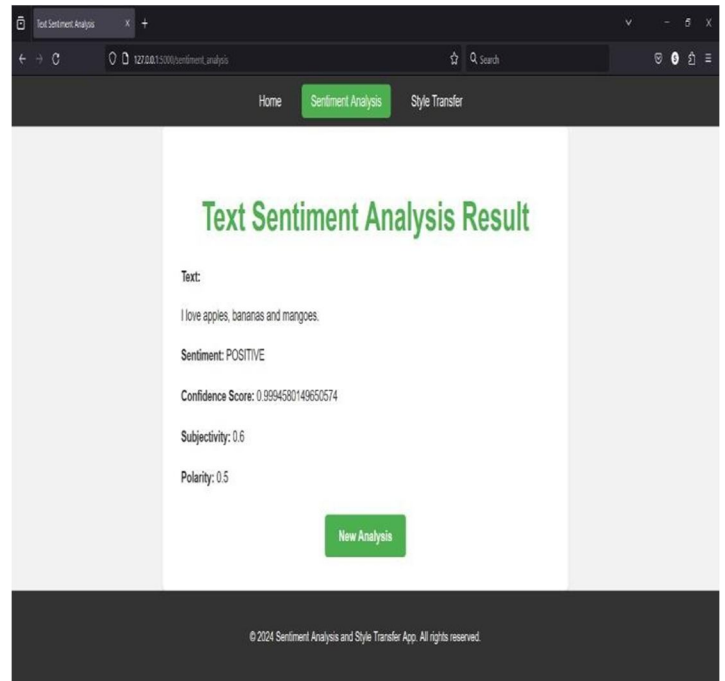 Text Sentiment Analysis
127.0.0.1:5000/sentiment_analysis
Search
Home Sentiment Analysis Style Transfer
Text Sentiment Analysis Result
Text:
I love apples, bananas and mangoes.
Sentiment: POSITIVE
Confidence Score: 0.9994580149650574
Subjectivity: 0.6
Polarity: 0.5
New Analysis
© 2024 Sentiment Analysis and Style Transfer App. All rights reserved.